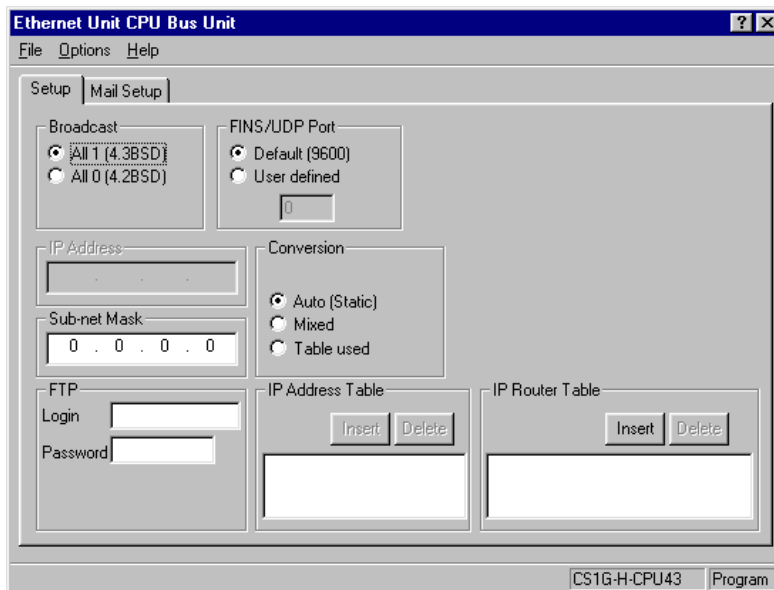 Ethernet Unit CPU Bus Unit
File Options Help
Setup Mail Setup
Broadcast
All 1 (4.3BSD)
All 0 (4.2BSD)
FINS/UDP Port
Default (9600)
User defined
0
IP Address
. . .
Conversion
Auto (Static)
Mixed
Table used
Sub-net Mask
0 . 0 . 0 . 0
FTP
Login
Password
IP Address Table
Insert Delete
IP Router Table
Insert Delete
CS1G-H-CPU43 Program